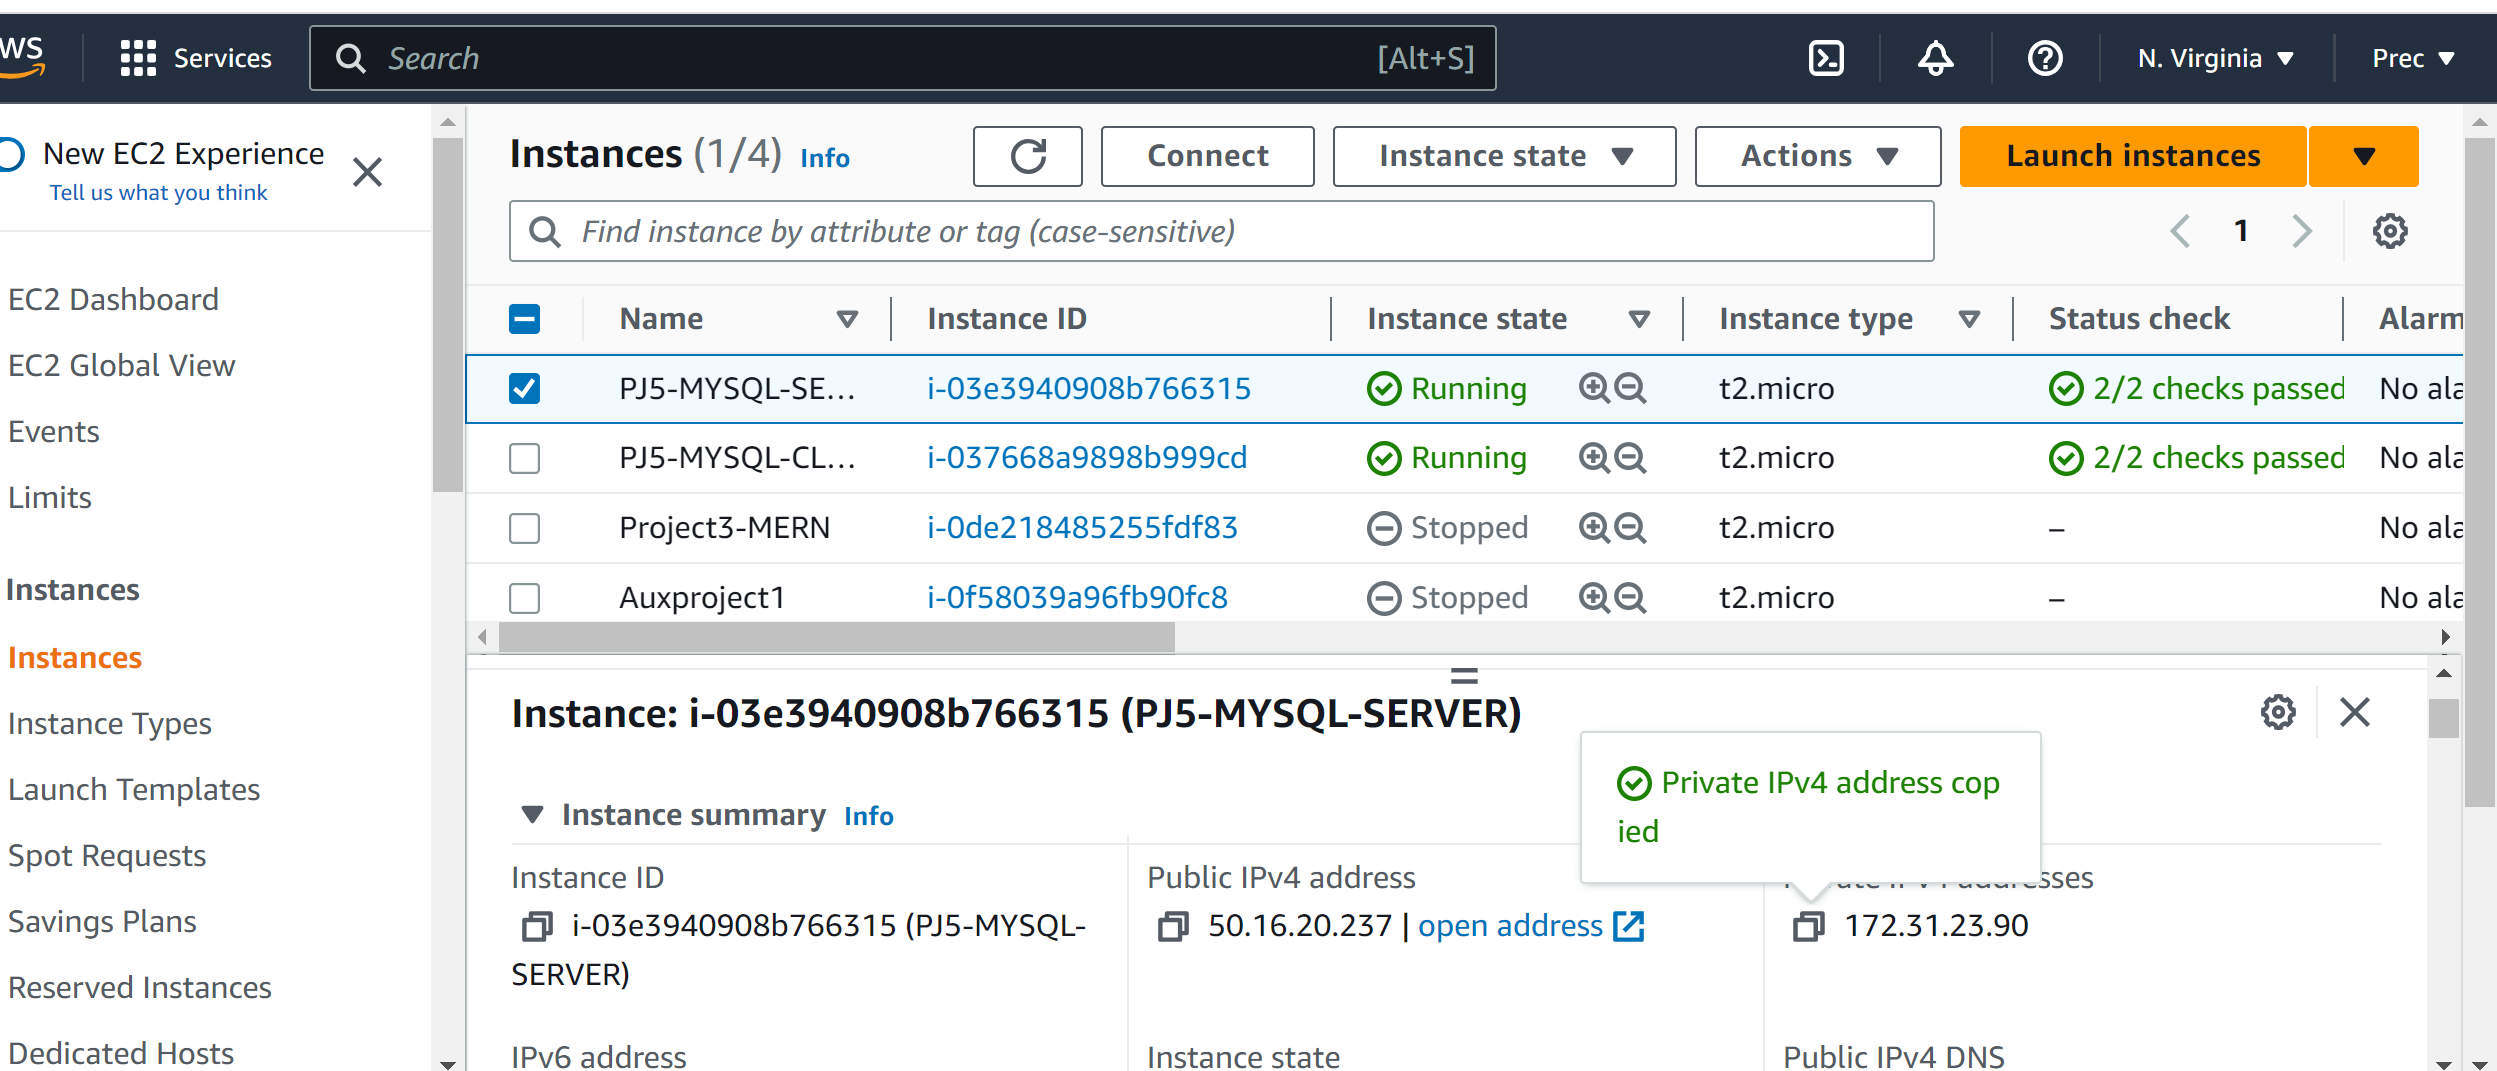 WS
Services
Search
[Alt+S]
N. Virginia
Prec
New EC2 Experience
Tell us what you think
EC2 Dashboard
EC2 Global View
Events
Limits
Instances
Instances
Instance Types
Launch Templates
Spot Requests
Savings Plans
Reserved Instances
Dedicated Hosts
Instances (1/4) Info
Connect
Instance state
Actions
Launch instances
Find instance by attribute or tag (case-sensitive)
1
Name Instance ID Instance state Instance type Status check Alarm
PJ5-MYSQL-SE... i-03e3940908b766315 Running t2.micro 2/2 checks passed No ala
PJ5-MYSQL-CL... i-037668a9898b999cd Running t2.micro 2/2 checks passed No ala
Project3-MERN i-0de218485255fdf83 Stopped t2.micro – No ala
Auxproject1 i-0f58039a96fb90fc8 Stopped t2.micro – No ala
Instance: i-03e3940908b766315 (PJ5-MYSQL-SERVER)
Private IPv4 address cop
ied
Instance summary Info
Instance ID
i-03e3940908b766315 (PJ5-MYSQL-
SERVER)
Public IPv4 address
50.16.20.237 | open address
172.31.23.90
IPv6 address
Instance state
Public IPv4 DNS